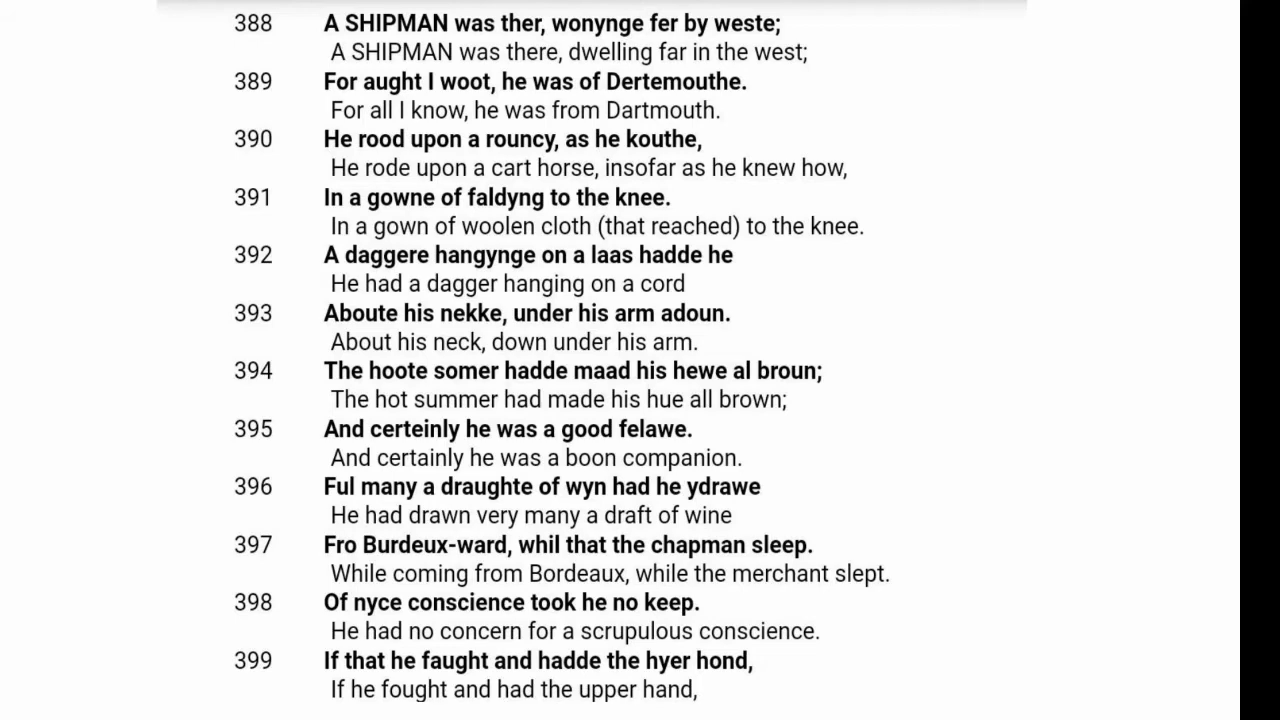 388 A SHIPMAN was ther, wonynge fer by weste;
A SHIPMAN was there, dwelling far in the west;
389 For aught I woot, he was of Dertemouthe.
For all I know, he was from Dartmouth.
390 He rood upon a rouncy, as he kouthe,
He rode upon a cart horse, insofar as he knew how,
391 In a gowne of faldyng to the knee.
In a gown of woolen cloth (that reached) to the knee.
392 A daggere hangynge on a laas hadde he
He had a dagger hanging on a cord
393 Aboute his nekke, under his arm adoun.
About his neck, down under his arm.
394 The hoote somer hadde maad his hewe al broun;
The hot summer had made his hue all brown;
395 And certeinly he was a good felawe.
And certainly he was a boon companion.
396 Ful many a draughte of wyn had he ydrawe
He had drawn very many a draft of wine
397 Fro Burdeux-ward, whil that the chapman sleep.
While coming from Bordeaux, while the merchant slept.
398 Of nyce conscience took he no keep.
He had no concern for a scrupulous conscience.
399 If that he faught and hadde the hyer hond,
If he fought and had the upper hand,